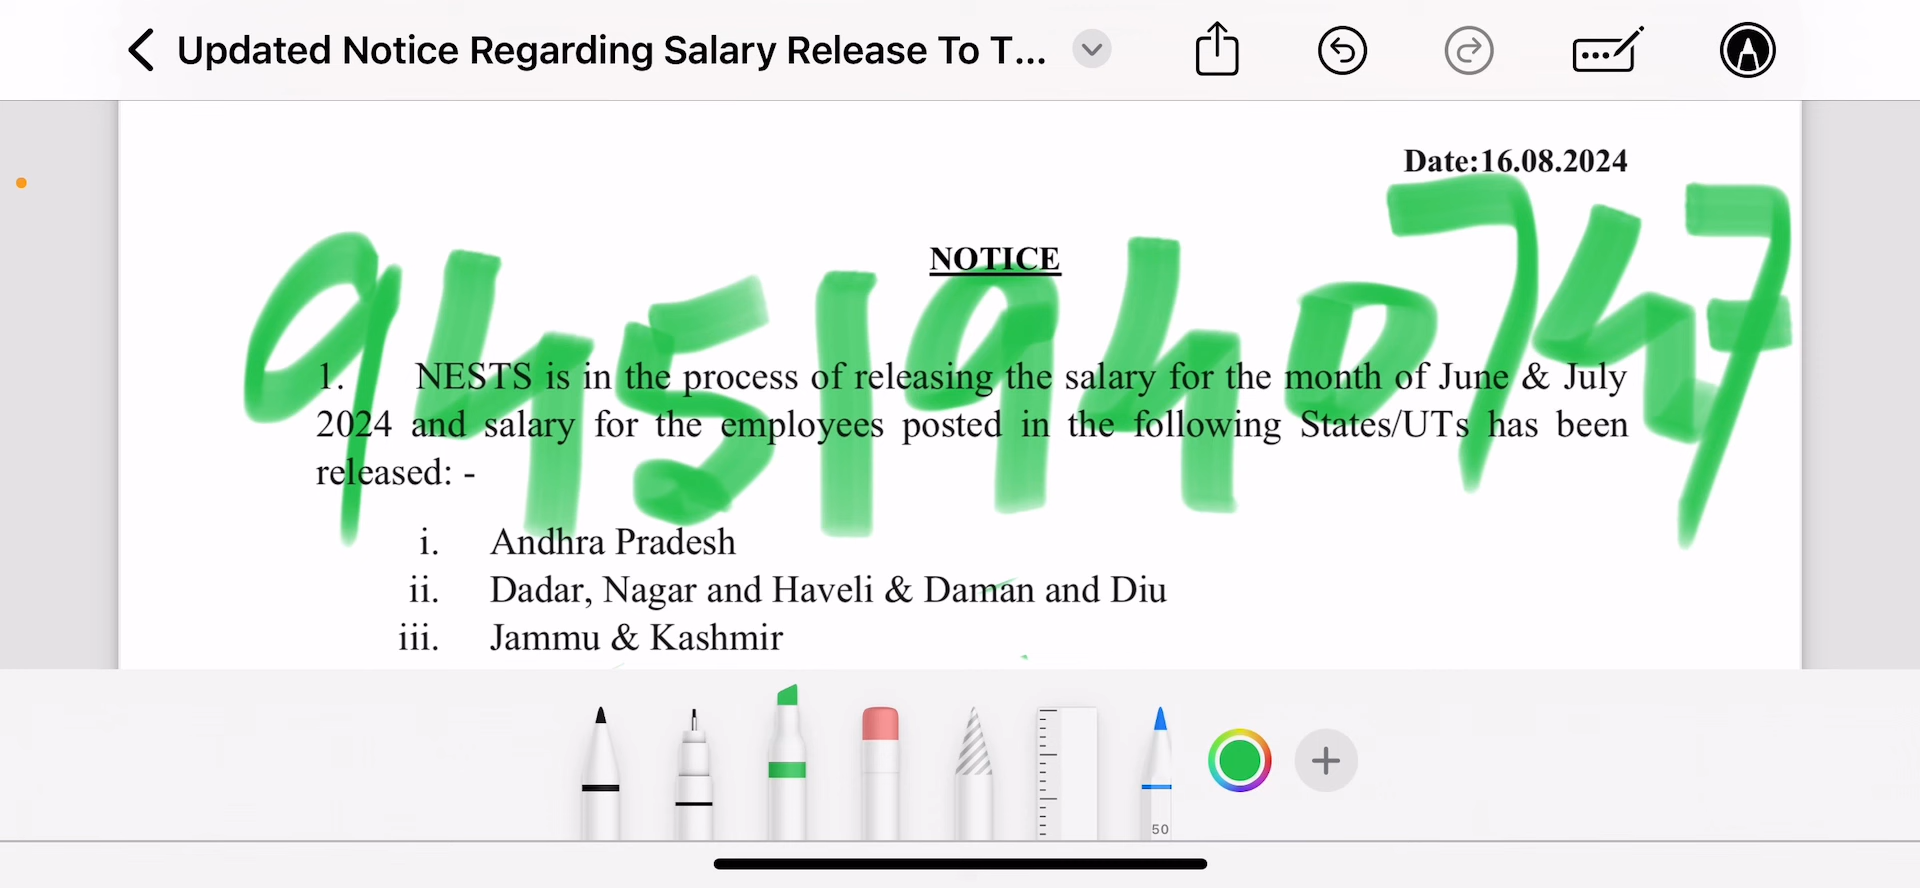 Updated Notice Regarding Salary Release To T...
Date:16.08.2024
NOTICE
9451940747
1. NESTS is in the process of releasing the salary for the month of June & July
2024 and salary for the employees posted in the following States/UTs has been
released: -
i. Andhra Pradesh
ii. Dadar, Nagar and Haveli & Daman and Diu
iii. Jammu & Kashmir
50